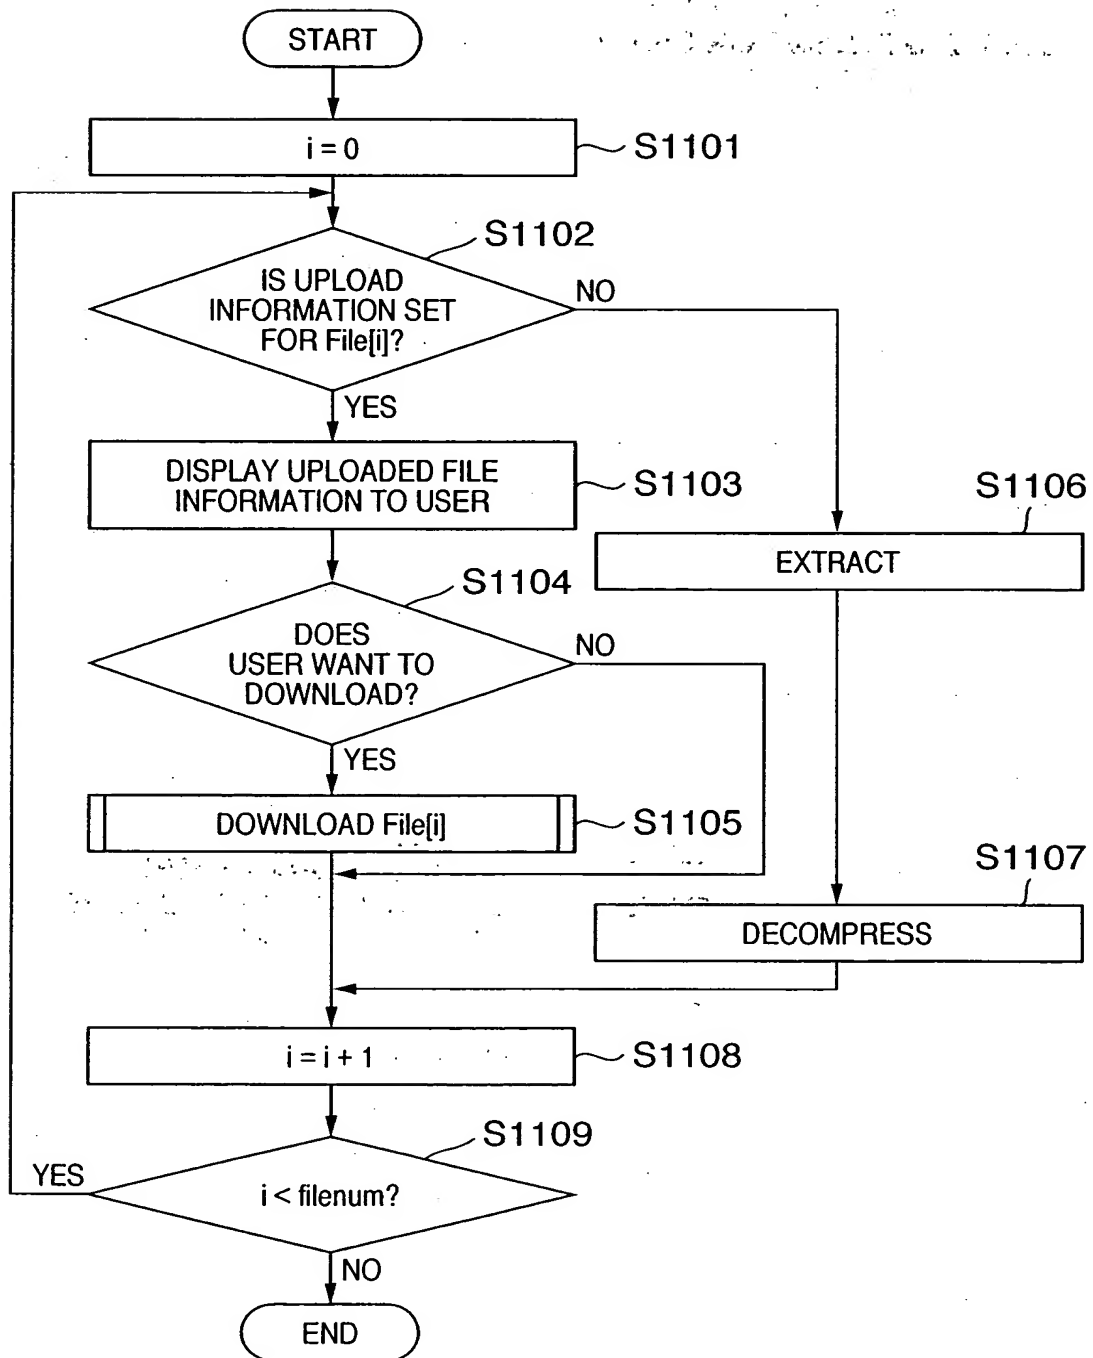 START
i = 0
S1101
S1102
IS UPLOAD
INFORMATION SET
FOR File[i]?
NO
YES
DISPLAY UPLOADED FILE
INFORMATION TO USER
S1103
S1106
EXTRACT
S1104
DOES
USER WANT TO
DOWNLOAD?
NO
YES
DOWNLOAD File[i]
S1105
S1107
DECOMPRESS
i = i + 1
S1108
S1109
YES
i < filenum?
NO
END